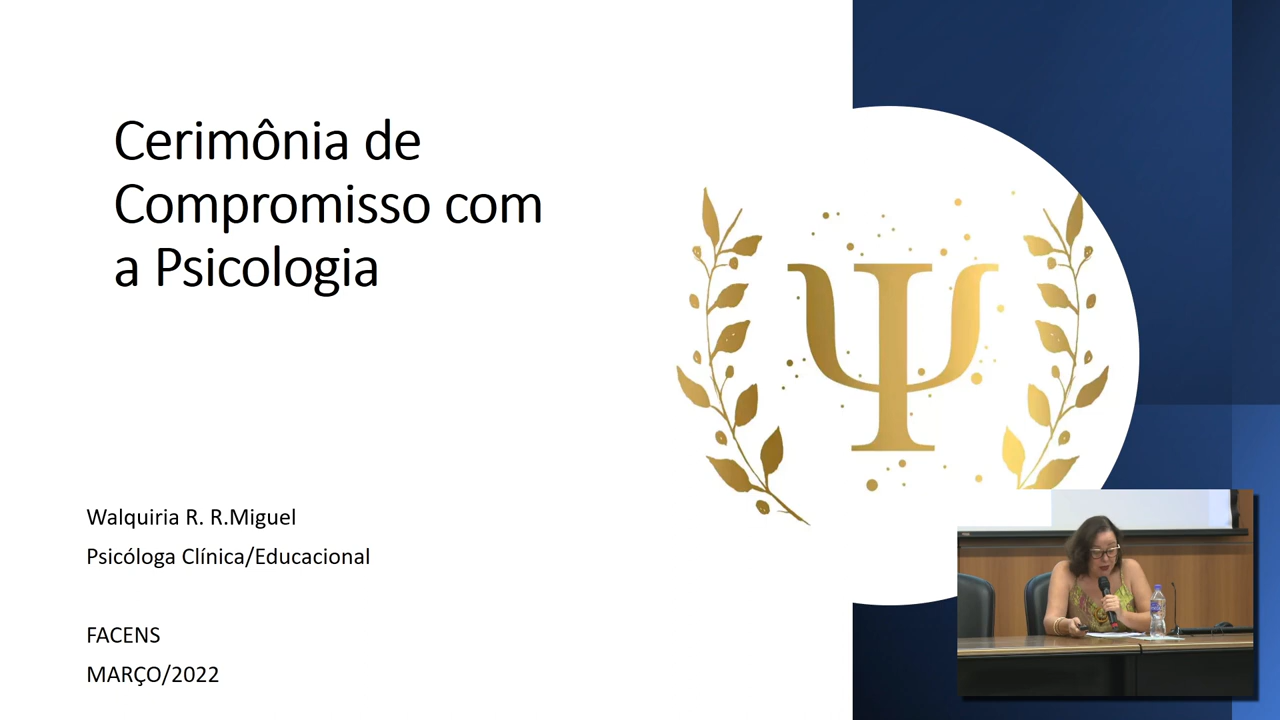 Cerimônia de
Compromisso com
a Psicologia
Ψ
Walquiria R. R.Miguel
Psicóloga Clínica/Educacional
FACENS
MARÇO/2022